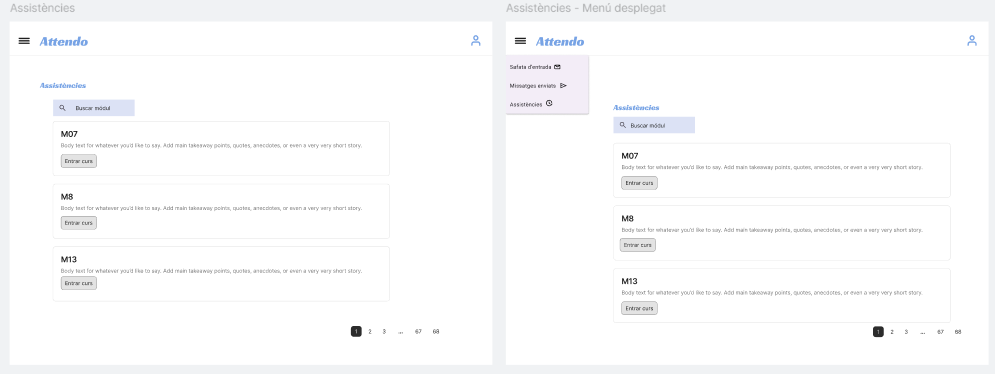 Assistències
Attendo
Assistències
Buscar módul
M07
Body text for whatever you'd like to say. Add main takeaway points, quotes, anecdotes, or even a very very short story.
Entrar curs
M8
Body text for whatever you'd like to say. Add main takeaway points, quotes, anecdotes, or even a very very short story.
Entrar curs
M13
Body text for whatever you'd like to say. Add main takeaway points, quotes, anecdotes, or even a very very short story.
Entrar curs
1 2 3 ... 67 68
Assistències - Menú desplegat
Attendo
Safata d'entrada
Missatges enviats
Assistències
Assistències
Buscar módul
M07
Body text for whatever you'd like to say. Add main takeaway points, quotes, anecdotes, or even a very very short story.
Entrar curs
M8
Body text for whatever you'd like to say. Add main takeaway points, quotes, anecdotes, or even a very very short story.
Entrar curs
M13
Body text for whatever you'd like to say. Add main takeaway points, quotes, anecdotes, or even a very very short story.
Entrar curs
1 2 3 ... 67 68